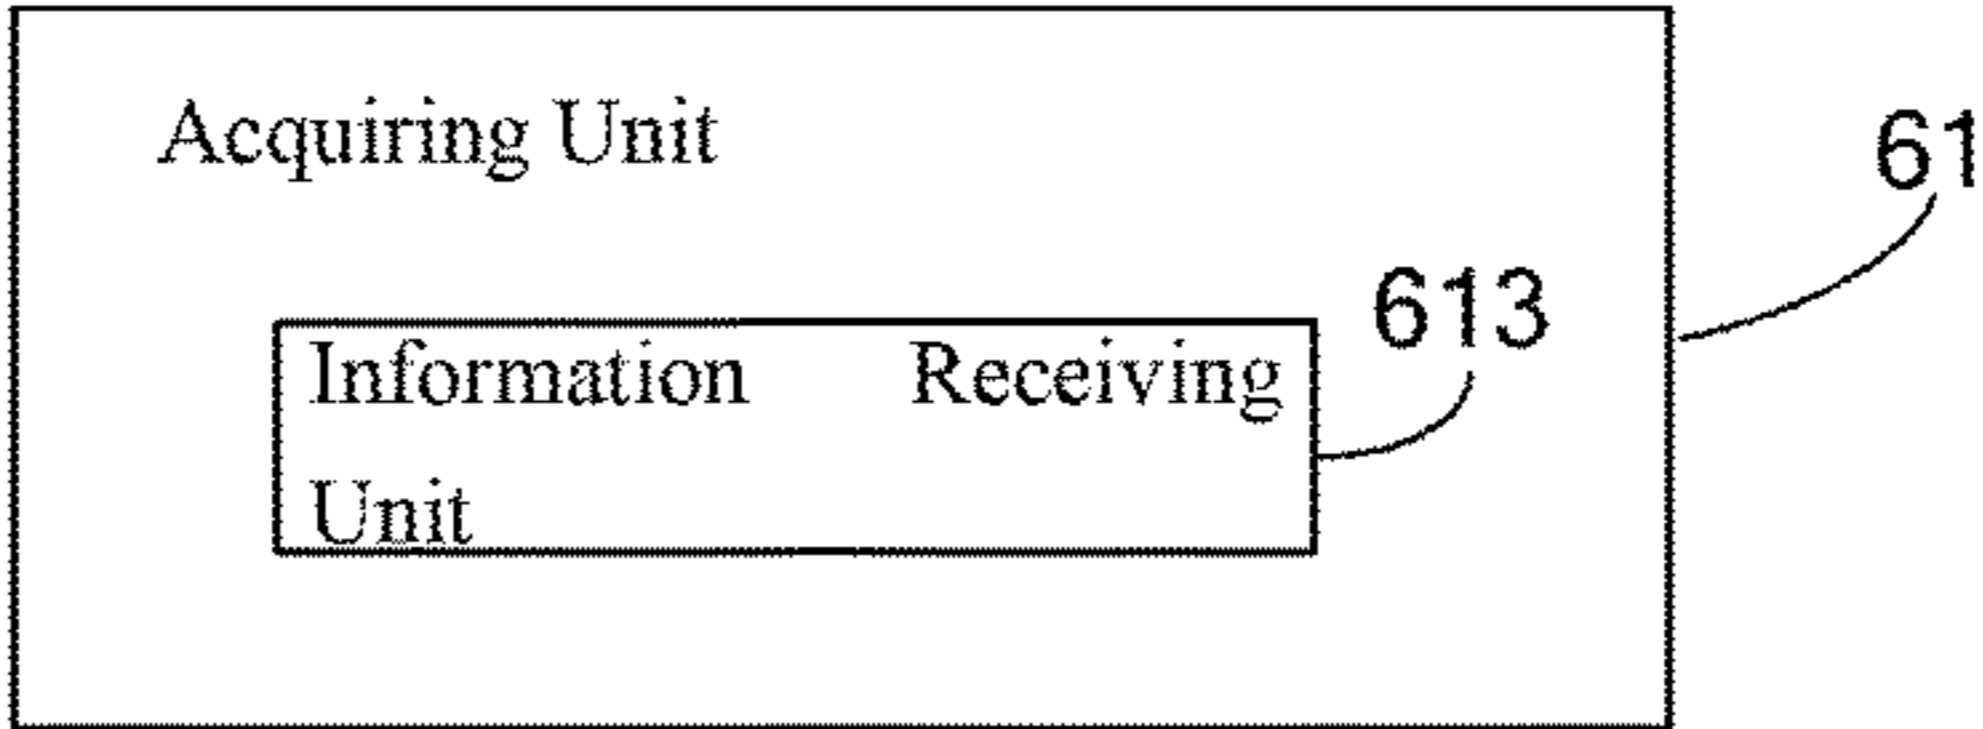 Acquiring Unit
61
613
Information Receiving
Unit